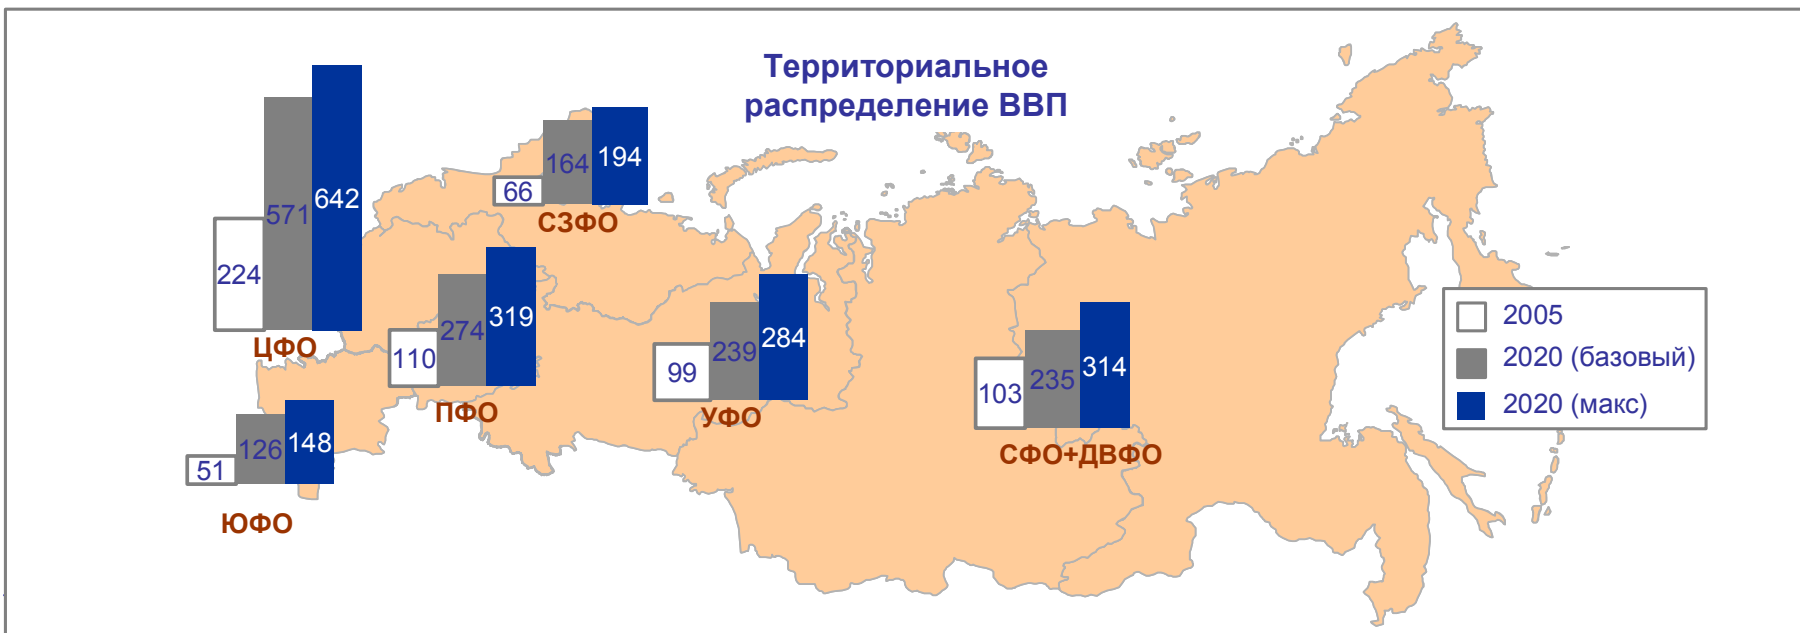 Территориальное
распределение ВВП
224
571
642
ЦФО
66
164
194
СЗФО
110
274
319
ПФО
99
239
284
УФО
103
235
314
СФО+ДВФО
51
126
148
ЮФО
2005
2020 (базовый)
2020 (макс)